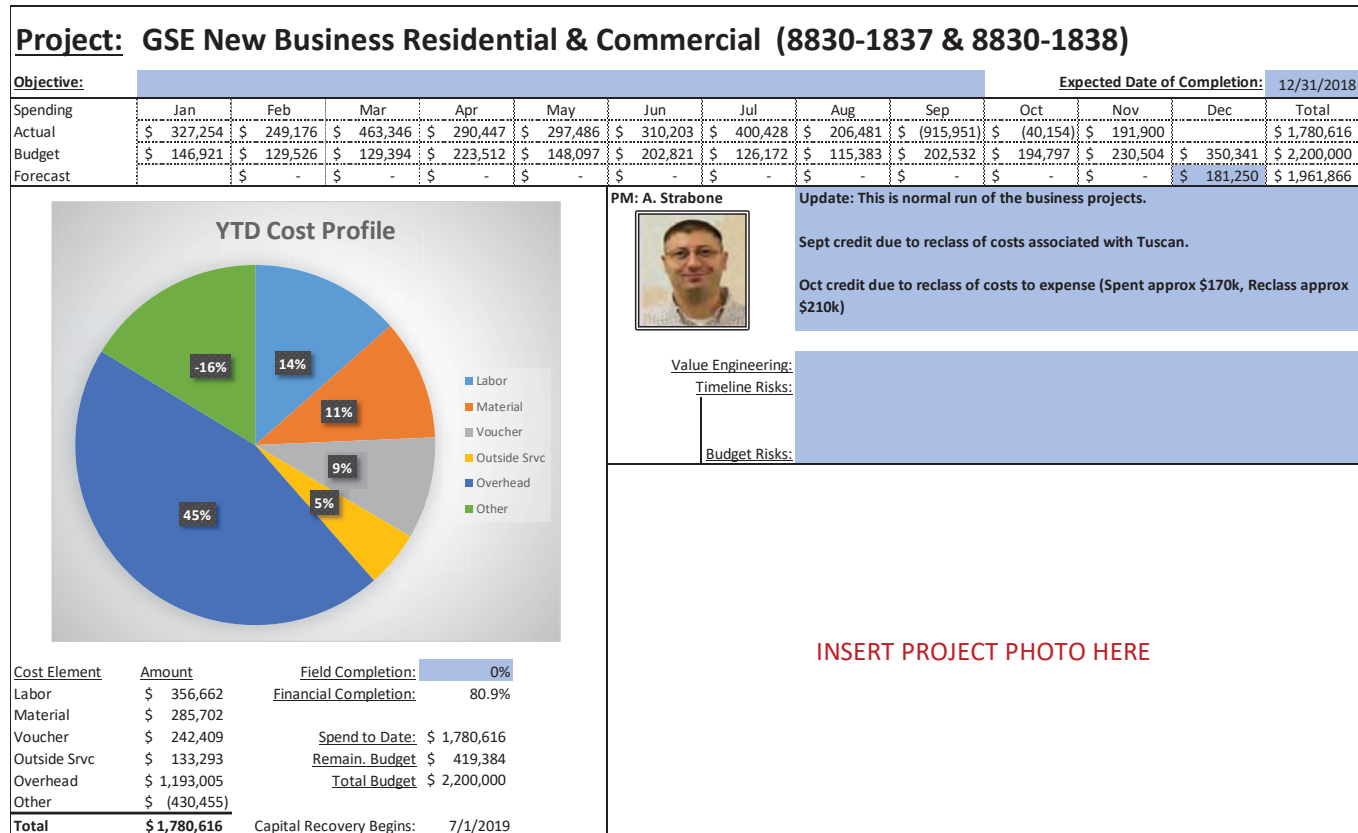 Project: GSE New Business Residential & Commercial (8830-1837 & 8830-1838)
Objective: Expected Date of Completion: 12/31/2018
Spending Jan Feb Mar Apr May Jun Jul Aug Sep Oct Nov Dec Total
Actual $ 327,254 $ 249,176 $ 463,346 $ 290,447 $ 297,486 $ 310,203 $ 400,428 $ 206,481 $ (915,951) $ (40,154) $ 191,900 $ 1,780,616
Budget $ 146,921 $ 129,526 $ 129,394 $ 223,512 $ 148,097 $ 202,821 $ 126,172 $ 115,383 $ 202,532 $ 194,797 $ 230,504 $ 350,341 $ 2,200,000
Forecast $ - $ - $ - $ - $ - $ - $ - $ - $ - $ - $ 181,250 $ 1,961,866
YTD Cost Profile
14%
11%
9%
5%
45%
-16%
Labor
Material
Voucher
Outside Srvc
Overhead
Other
PM: A. Strabone
Update: This is normal run of the business projects.
Sept credit due to reclass of costs associated with Tuscan.
Oct credit due to reclass of costs to expense (Spent approx $170k, Reclass approx
$210k)
Value Engineering:
Timeline Risks:
Budget Risks:
INSERT PROJECT PHOTO HERE
Cost Element Amount Field Completion: 0%
Labor $ 356,662 Financial Completion: 80.9%
Material $ 285,702
Voucher $ 242,409 Spend to Date: $ 1,780,616
Outside Srvc $ 133,293 Remain. Budget $ 419,384
Overhead $ 1,193,005 Total Budget $ 2,200,000
Other $ (430,455)
Total $ 1,780,616 Capital Recovery Begins: 7/1/2019